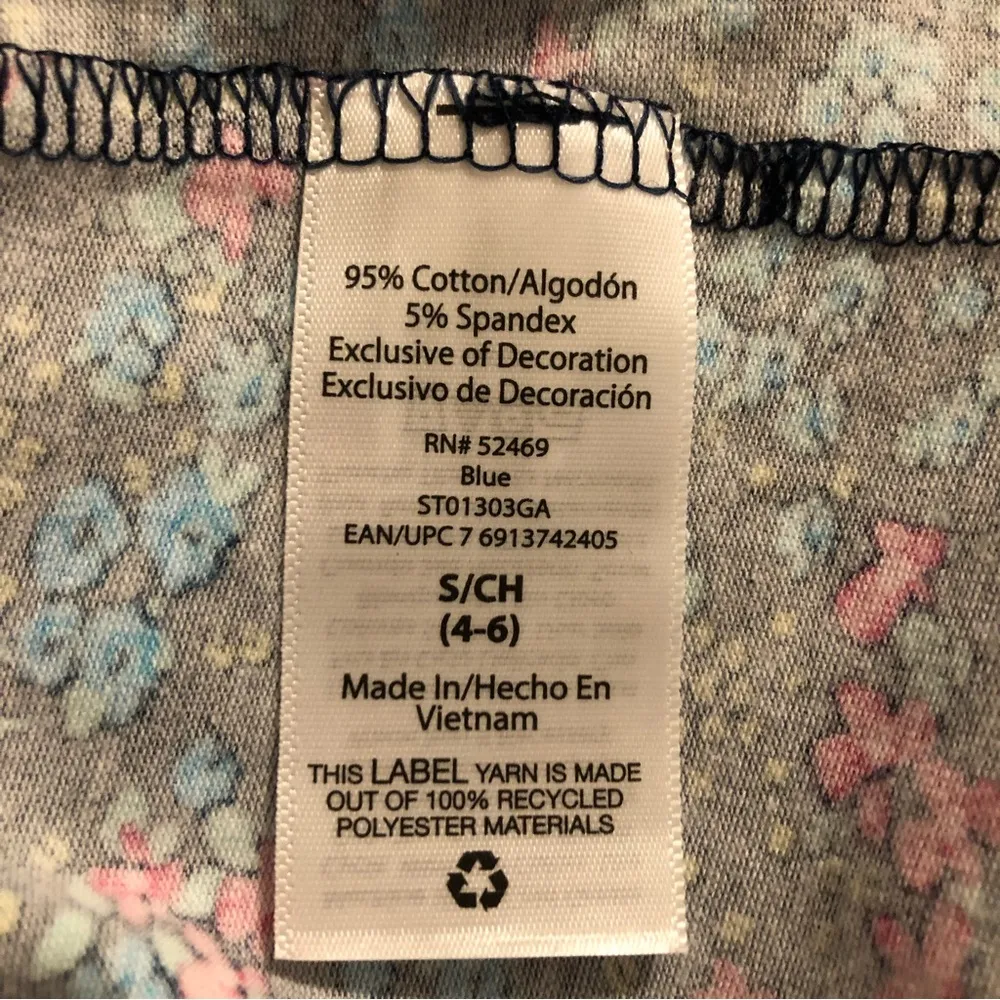 95% Cotton/Algodón
5% Spandex
Exclusive of Decoration
Exclusivo de Decoración
RN# 52469
Blue
ST01303GA
EAN/UPC 7 6913742405
S/CH
(4-6)
Made In/Hecho En
Vietnam
THIS LABEL YARN IS MADE
OUT OF 100% RECYCLED
POLYESTER MATERIALS